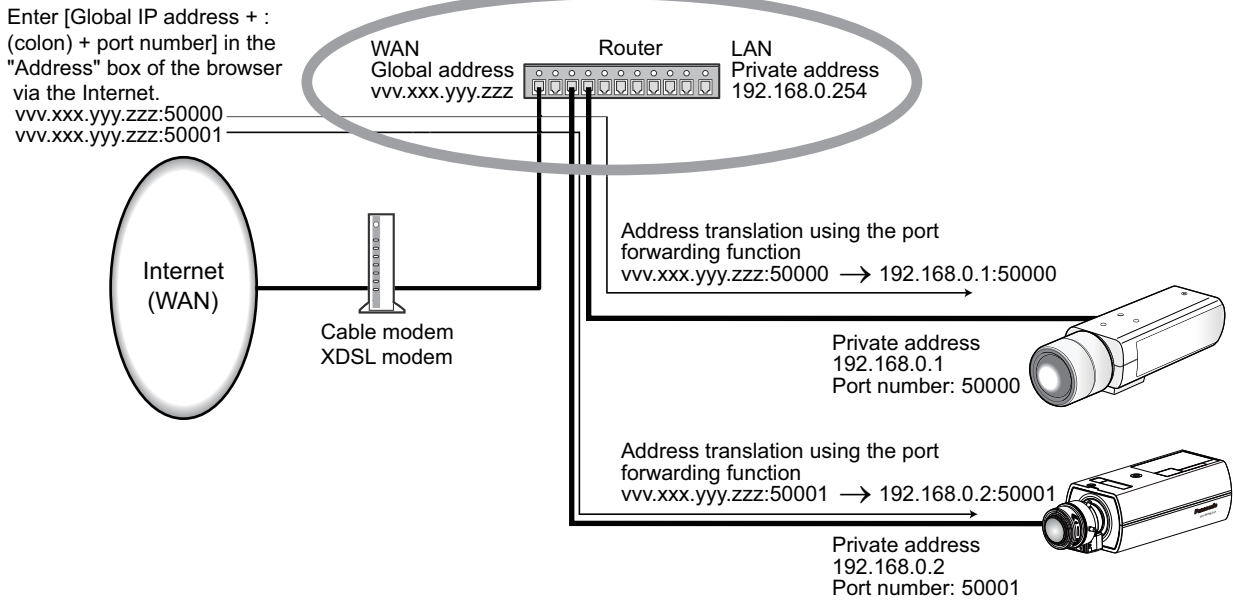 Enter [Global IP address + :
(colon) + port number] in the
"Address" box of the browser
via the Internet.
vvv.xxx.yyy.zzz:50000
vvv.xxx.yyy.zzz:50001
WAN
Global address
vvv.xxx.yyy.zzz
Router
LAN
Private address
192.168.0.254
Internet
(WAN)
Cable modem
XDSL modem
Address translation using the port
forwarding function
vvv.xxx.yyy.zzz:50000 → 192.168.0.1:50000
Private address
192.168.0.1
Port number: 50000
Address translation using the port
forwarding function
vvv.xxx.yyy.zzz:50001 → 192.168.0.2:50001
Panasonic
Private address
192.168.0.2
Port number: 50001